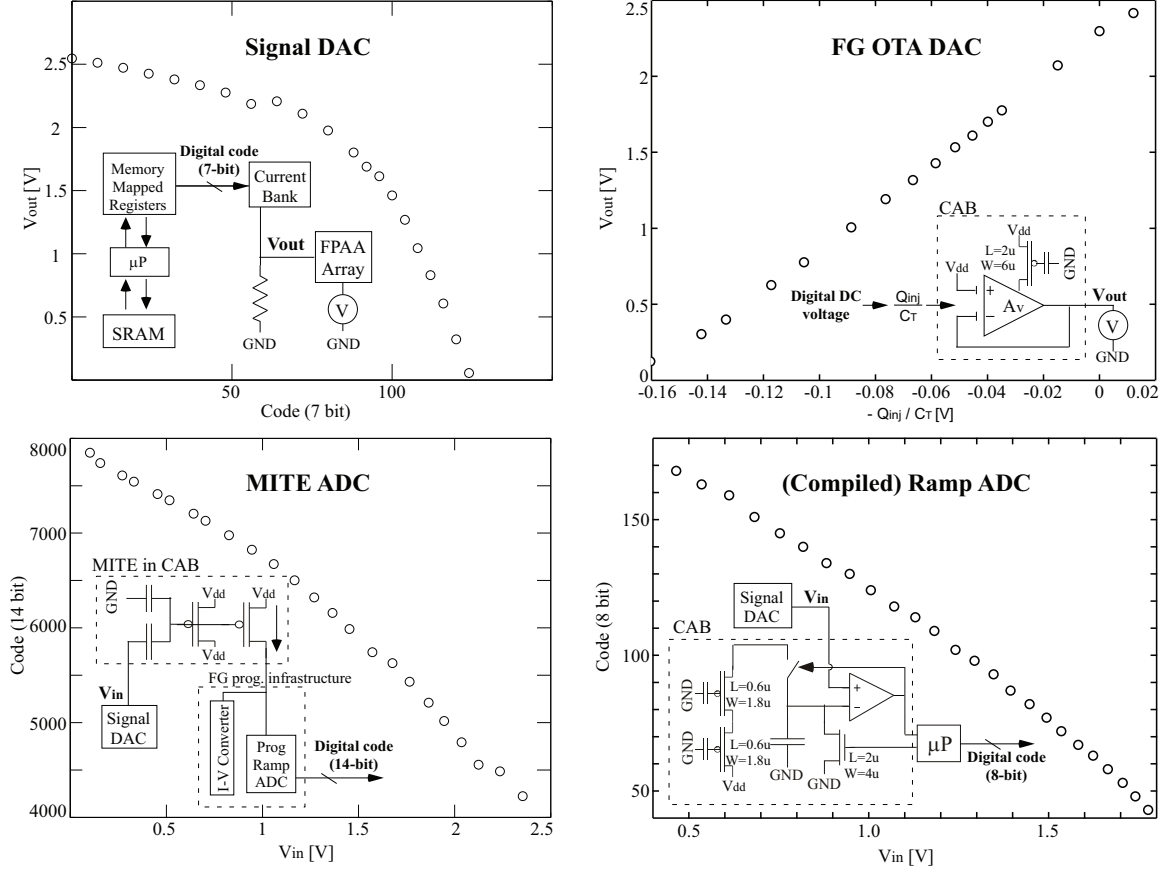 Signal DAC
2.5
2
1.5
1
0.5
Vout [V]
50
100
Code (7 bit)
Memory
Mapped
Registers
Digital code
(7-bit)
Current
Bank
µP
SRAM
Vout
FPAA
Array
V
GND
GND
FG OTA DAC
2.5
2
1.5
1
0.5
0
Vout [V]
-0.16
-0.14
-0.12
-0.1
-0.08
-0.06
-0.04
-0.02
0
0.02
- Qinj / CT [V]
CAB
Vdd
L=2u
W=6u
GND
Vdd
+
−
Av
Digital DC
voltage
Qinj
CT
Vout
V
GND
MITE ADC
8000
7000
6000
5000
4000
Code (14 bit)
0.5
1
1.5
2
2.5
Vin [V]
MITE in CAB
GND
Vdd
Vdd
Vdd
Vin
Signal
DAC
FG prog. infrastructure
I-V Converter
Prog
Ramp
ADC
Digital code
(14-bit)
(Compiled) Ramp ADC
150
100
50
Code (8 bit)
0.5
1.0
1.5
Vin [V]
Signal
DAC
Vin
CAB
GND
L=0.6u
W=1.8u
GND
L=0.6u
W=1.8u
Vdd
GND
GND
+
−
L=2u
W=4u
µP
Digital code
(8-bit)